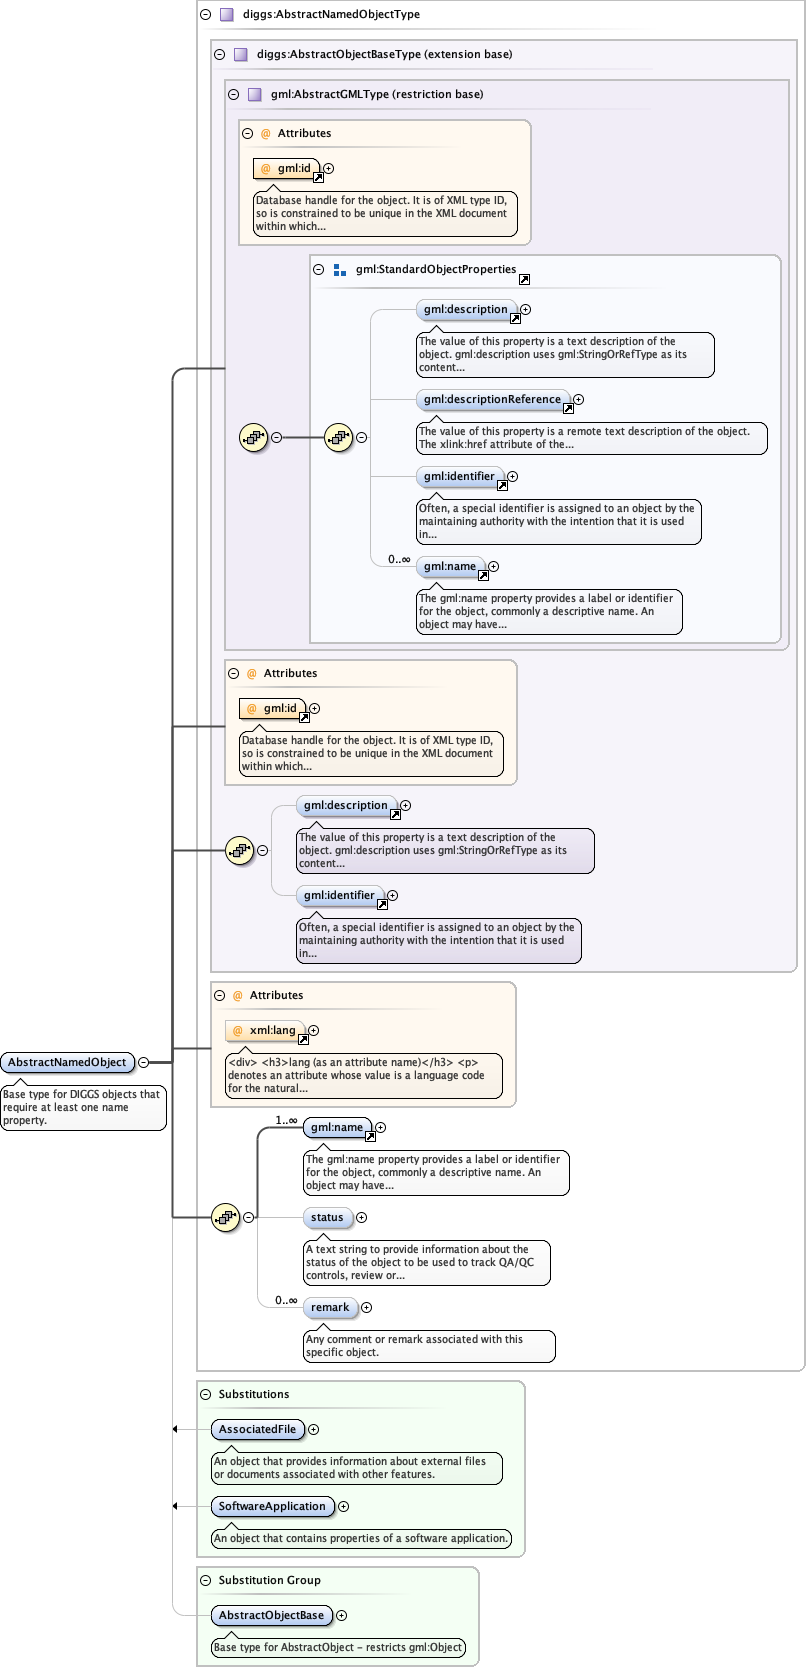 diggs:AbstractNamedObjectType
diggs:AbstractObjectBaseType (extension base)
gml:AbstractGMLType (restriction base)
@ Attributes
@ gml:id
Database handle for the object. It is of XML type ID,
so is constrained to be unique in the XML document
within which...
gml:StandardObjectProperties
gml:description
The value of this property is a text description of the
object. gml:description uses gml:StringOrRefType as its
content...
gml:descriptionReference
The value of this property is a remote text description of the object.
The xlink:href attribute of the...
gml:identifier
Often, a special identifier is assigned to an object by the
maintaining authority with the intention that it is used
in...
0..∞
gml:name
The gml:name property provides a label or identifier
for the object, commonly a descriptive name. An
object may have...
@ Attributes
@ gml:id
Database handle for the object. It is of XML type ID,
so is constrained to be unique in the XML document
within which...
gml:description
The value of this property is a text description of the
object. gml:description uses gml:StringOrRefType as its
content...
gml:identifier
Often, a special identifier is assigned to an object by the
maintaining authority with the intention that it is used
in...
@ Attributes
@ xml:lang
<div> <h3>lang (as an attribute name)</h3> <p>
denotes an attribute whose value is a language code
for the natural...
AbstractNamedObject
Base type for DIGGS objects that
require at least one name
property.
1..∞
gml:name
The gml:name property provides a label or identifier
for the object, commonly a descriptive name. An
object may have...
status
A text string to provide information about the
status of the object to be used to track QA/QC
controls, review or...
0..∞
remark
Any comment or remark associated with this
specific object.
Substitutions
AssociatedFile
An object that provides information about external files
or documents associated with other features.
SoftwareApplication
An object that contains properties of a software application.
Substitution Group
AbstractObjectBase
Base type for AbstractObject - restricts gml:Object